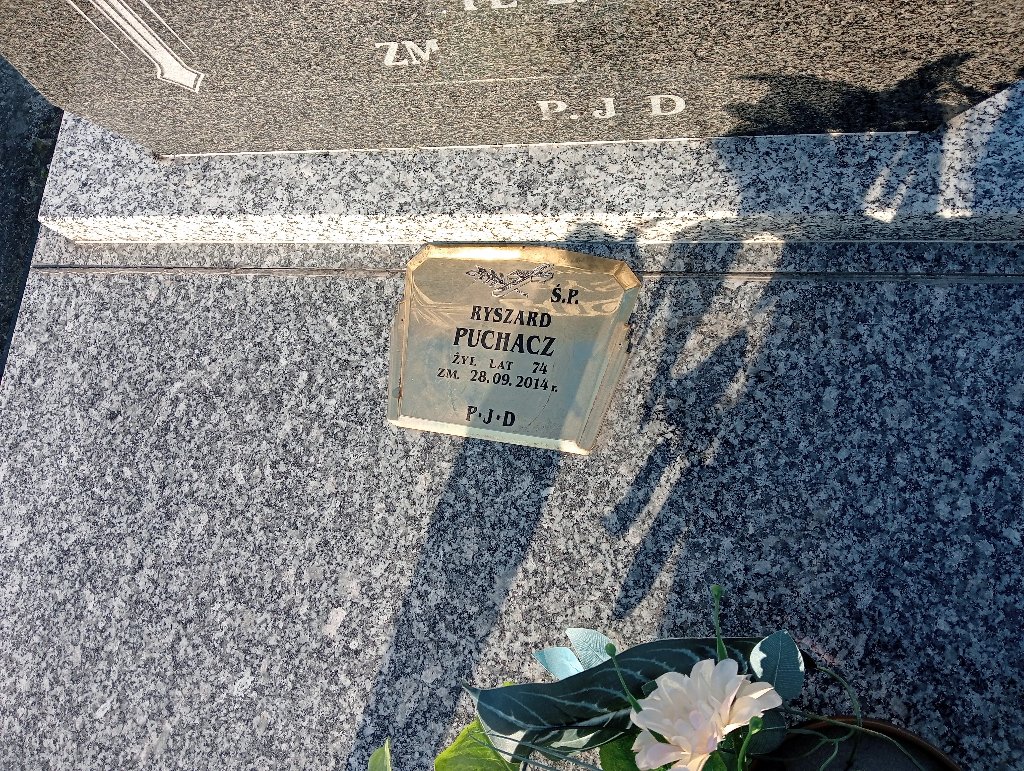 ZM
P. J D
Ś.P.
RYSZARD
PUCHACZ
ŻYŁ LAT 74
ZM. 28.09.2014 r.
P·J·D